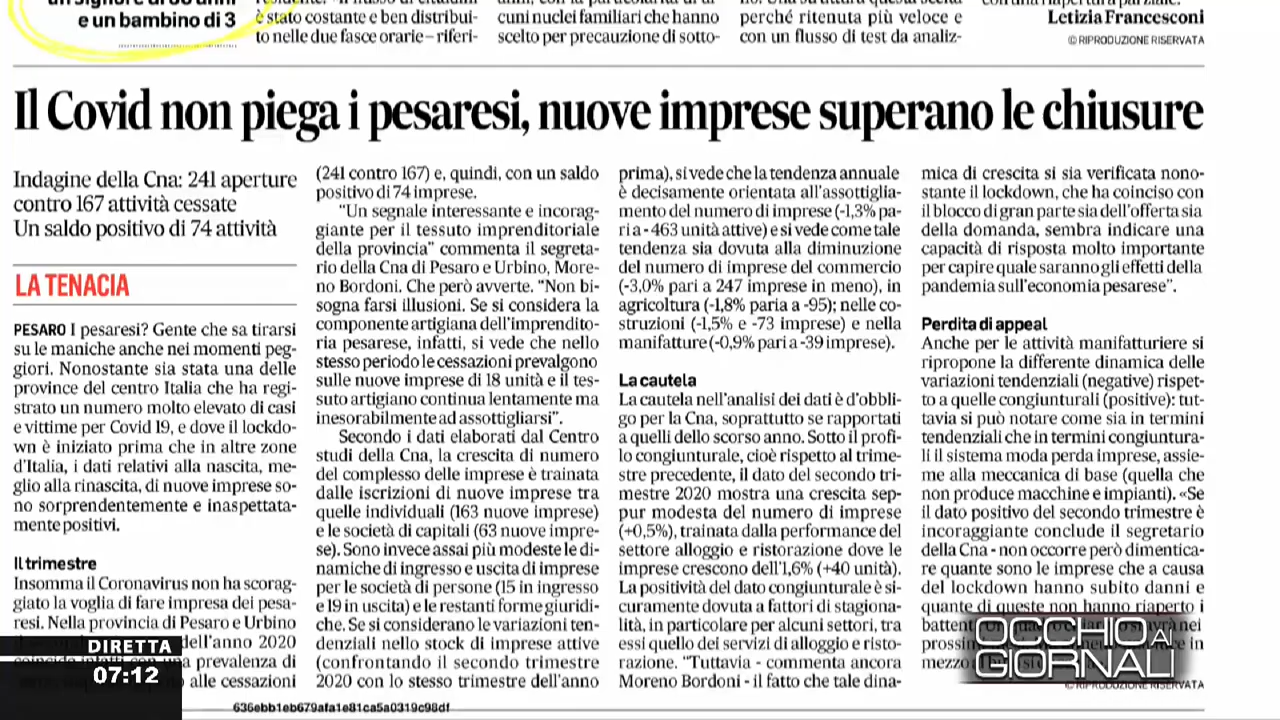 e un bambino di 3
è stato costante e ben distribui-
to nelle due fasce orarie – riferi-
cuni nuclei familiari che hanno
scelto per precauzione di sotto-
perché ritenuta più veloce e
con un flusso di test da analiz-
Letizia Francesconi
© RIPRODUZIONE RISERVATA
Il Covid non piega i pesaresi, nuove imprese superano le chiusure
Indagine della Cna: 241 aperture
contro 167 attività cessate
Un saldo positivo di 74 attività
LA TENACIA
PESARO I pesaresi? Gente che sa tirarsi
su le maniche anche nei momenti peg-
giori. Nonostante sia stata una delle
province del centro Italia che ha regi-
strato un numero molto elevato di casi
e vittime per Covid 19, e dove il lockdo-
wn è iniziato prima che in altre zone
d'Italia, i dati relativi alla nascita, me-
glio alla rinascita, di nuove imprese so-
no sorprendentemente e inaspettata-
mente positivi.
Il trimestre
Insomma il Coronavirus non ha scorag-
giato la voglia di fare impresa dei pesa-
resi. Nella provincia di Pesaro e Urbino
dell'anno 2020
prevalenza di
alle cessazioni
(241 contro 167) e, quindi, con un saldo
positivo di 74 imprese.
"Un segnale interessante e incorag-
giante per il tessuto imprenditoriale
della provincia" commenta il segreta-
rio della Cna di Pesaro e Urbino, More-
no Bordoni. Che però avverte. "Non bi-
sogna farsi illusioni. Se si considera la
componente artigiana dell'imprendito-
ria pesarese, infatti, si vede che nello
stesso periodo le cessazioni prevalgono
sulle nuove imprese di 18 unità e il tes-
suto artigiano continua lentamente ma
inesorabilmente ad assottigliarsi".
Secondo i dati elaborati dal Centro
studi della Cna, la crescita di numero
del complesso delle imprese è trainata
dalle iscrizioni di nuove imprese tra
quelle individuali (163 nuove imprese)
e le società di capitali (63 nuove impre-
se). Sono invece assai più modeste le di-
namiche di ingresso e uscita di imprese
per le società di persone (15 in ingresso
e 19 in uscita) e le restanti forme giuridi-
che. Se si considerano le variazioni ten-
denziali nello stock di imprese attive
(confrontando il secondo trimestre
2020 con lo stesso trimestre dell'anno
prima), si vede che la tendenza annuale
è decisamente orientata all'assottiglia-
mento del numero di imprese (-1,3% pa-
ri a - 463 unità attive) e si vede come tale
tendenza sia dovuta alla diminuzione
del numero di imprese del commercio
(-3,0% pari a 247 imprese in meno), in
agricoltura (-1,8% pari a -95); nelle co-
struzioni (-1,5% e -73 imprese) e nella
manifatture (-0,9% pari a -39 imprese).
La cautela
La cautela nell'analisi dei dati è d'obbli-
go per la Cna, soprattutto se rapportati
a quelli dello scorso anno. Sotto il profi-
lo congiunturale, cioè rispetto al trime-
stre precedente, il dato del secondo tri-
mestre 2020 mostra una crescita sep-
pur modesta del numero di imprese
(+0,5%), trainata dalla performance del
settore alloggio e ristorazione dove le
imprese crescono dell'1,6% (+40 unità).
La positività del dato congiunturale è si-
curamente dovuta a fattori di stagiona-
lità, in particolare per alcuni settori, tra
essi quello dei servizi di alloggio e risto-
razione. "Tuttavia - commenta ancora
Moreno Bordoni - il fatto che tale dina-
mica di crescita si sia verificata nono-
stante il lockdown, che ha coinciso con
il blocco di gran parte sia dell'offerta sia
della domanda, sembra indicare una
capacità di risposta molto importante
per capire quale saranno gli effetti della
pandemia sull'economia pesarese".
Perdita di appeal
Anche per le attività manifatturiere si
ripropone la differente dinamica delle
variazioni tendenziali (negative) rispet-
to a quelle congiunturali (positive): tut-
tavia si può notare come sia in termini
tendenziali che in termini congiuntura-
li il sistema moda perda imprese, assie-
me alla meccanica di base (quella che
non produce macchine e impianti). «Se
il dato positivo del secondo trimestre è
incoraggiante conclude il segretario
della Cna - non occorre però dimentica-
re quante sono le imprese che a causa
del lockdown hanno subito danni e
quante di queste non hanno riaperto i
battent
prossin
mezzo
© RIPRODUZIONE RISERVATA
OCCHIO AI
GIORNALI
DIRETTA
07:12
636ebb1eb679afa1e81ca5a0319c98df